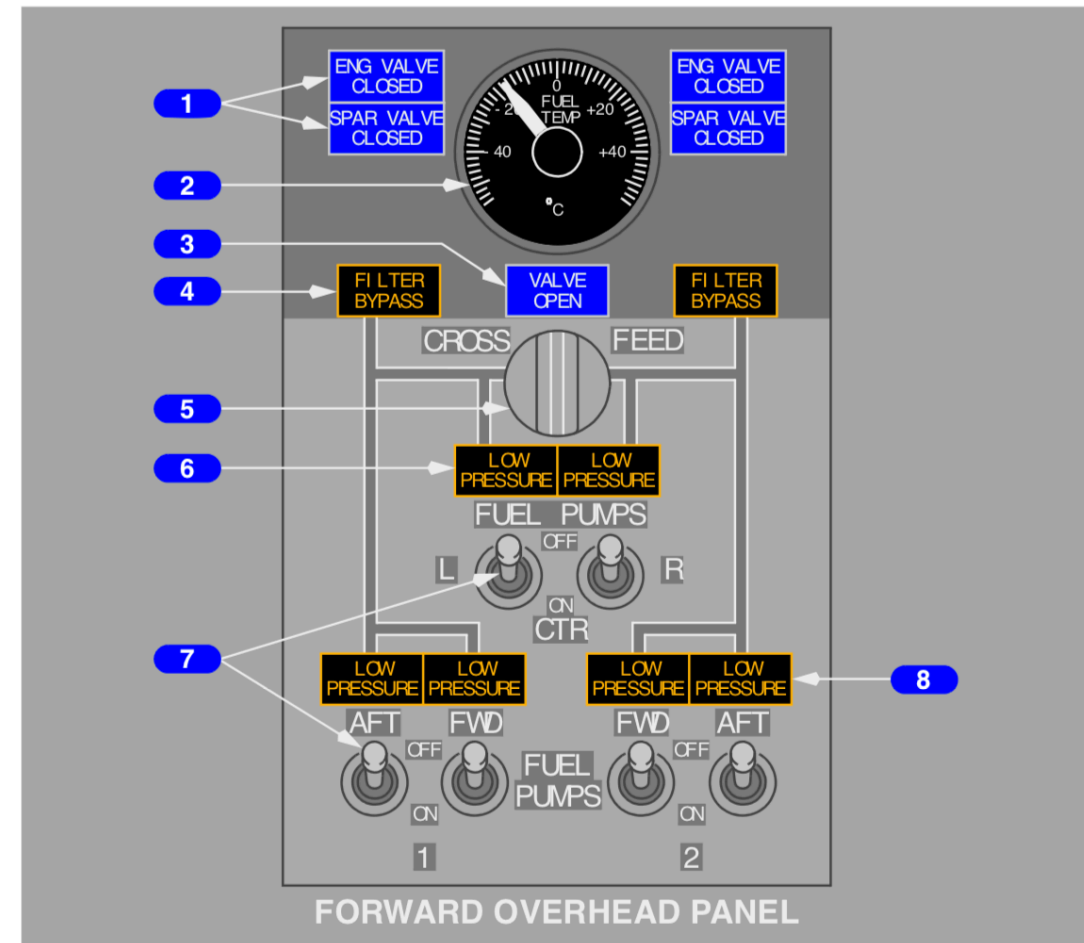 ENG VALVE
CLOSED
ENG VALVE
CLOSED
1
SPAR VALVE
CLOSED
SPAR VALVE
CLOSED
0
FUEL
TEMP
- 2
+20
40
+40
°C
2
3
4
FILTER
BYPASS
VALVE
OPEN
FILTER
BYPASS
CROSS FEED
5
6
LOW
PRESSURE
LOW
PRESSURE
FUEL PUMPS
OFF
L R
ON
CTR
7
LOW
PRESSURE
LOW
PRESSURE
LOW
PRESSURE
LOW
PRESSURE
8
AFT FWD FWD AFT
OFF OFF
FUEL
PUMPS
ON ON
1 2
FORWARD OVERHEAD PANEL